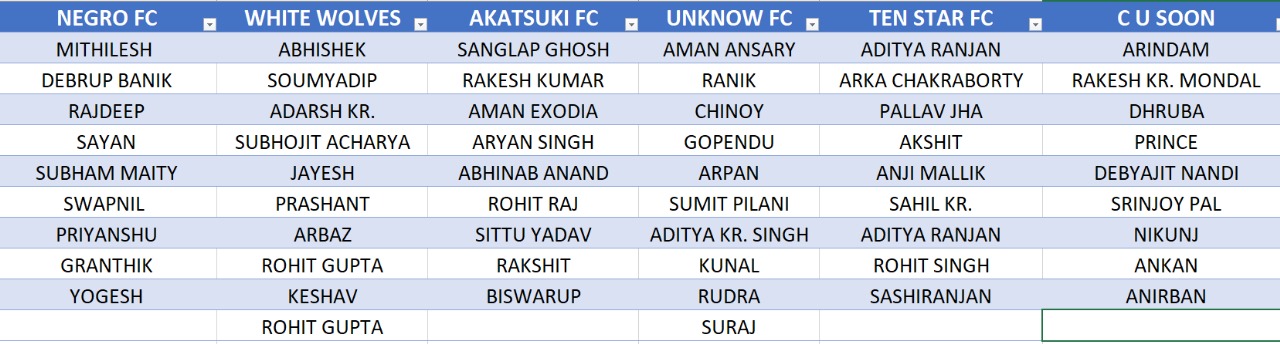 NEGRO FC WHITE WOLVES AKATSUKI FC UNKNOW FC TEN STAR FC C U SOON
MITHILESH ABHISHEK SANGLAP GHOSH AMAN ANSARY ADITYA RANJAN ARINDAM
DEBRUP BANIK SOUMYADIP RAKESH KUMAR RANIK ARKA CHAKRABORTY RAKESH KR. MONDAL
RAJDEEP ADARSH KR. AMAN EXODIA CHINOY PALLAV JHA DHRUBA
SAYAN SUBHOJIT ACHARYA ARYAN SINGH GOPENDU AKSHIT PRINCE
SUBHAM MAITY JAYESH ABHINAB ANAND ARPAN ANJI MALLIK DEBYAJIT NANDI
SWAPNIL PRASHANT ROHIT RAJ SUMIT PILANI SAHIL KR. SRINJOY PAL
PRIYANSHU ARBAZ SITTU YADAV ADITYA KR. SINGH ADITYA RANJAN NIKUNJ
GRANTHIK ROHIT GUPTA RAKSHIT KUNAL ROHIT SINGH ANKAN
YOGESH KESHAV BISWARUP RUDRA SASHIRANJAN ANIRBAN
ROHIT GUPTA SURAJ